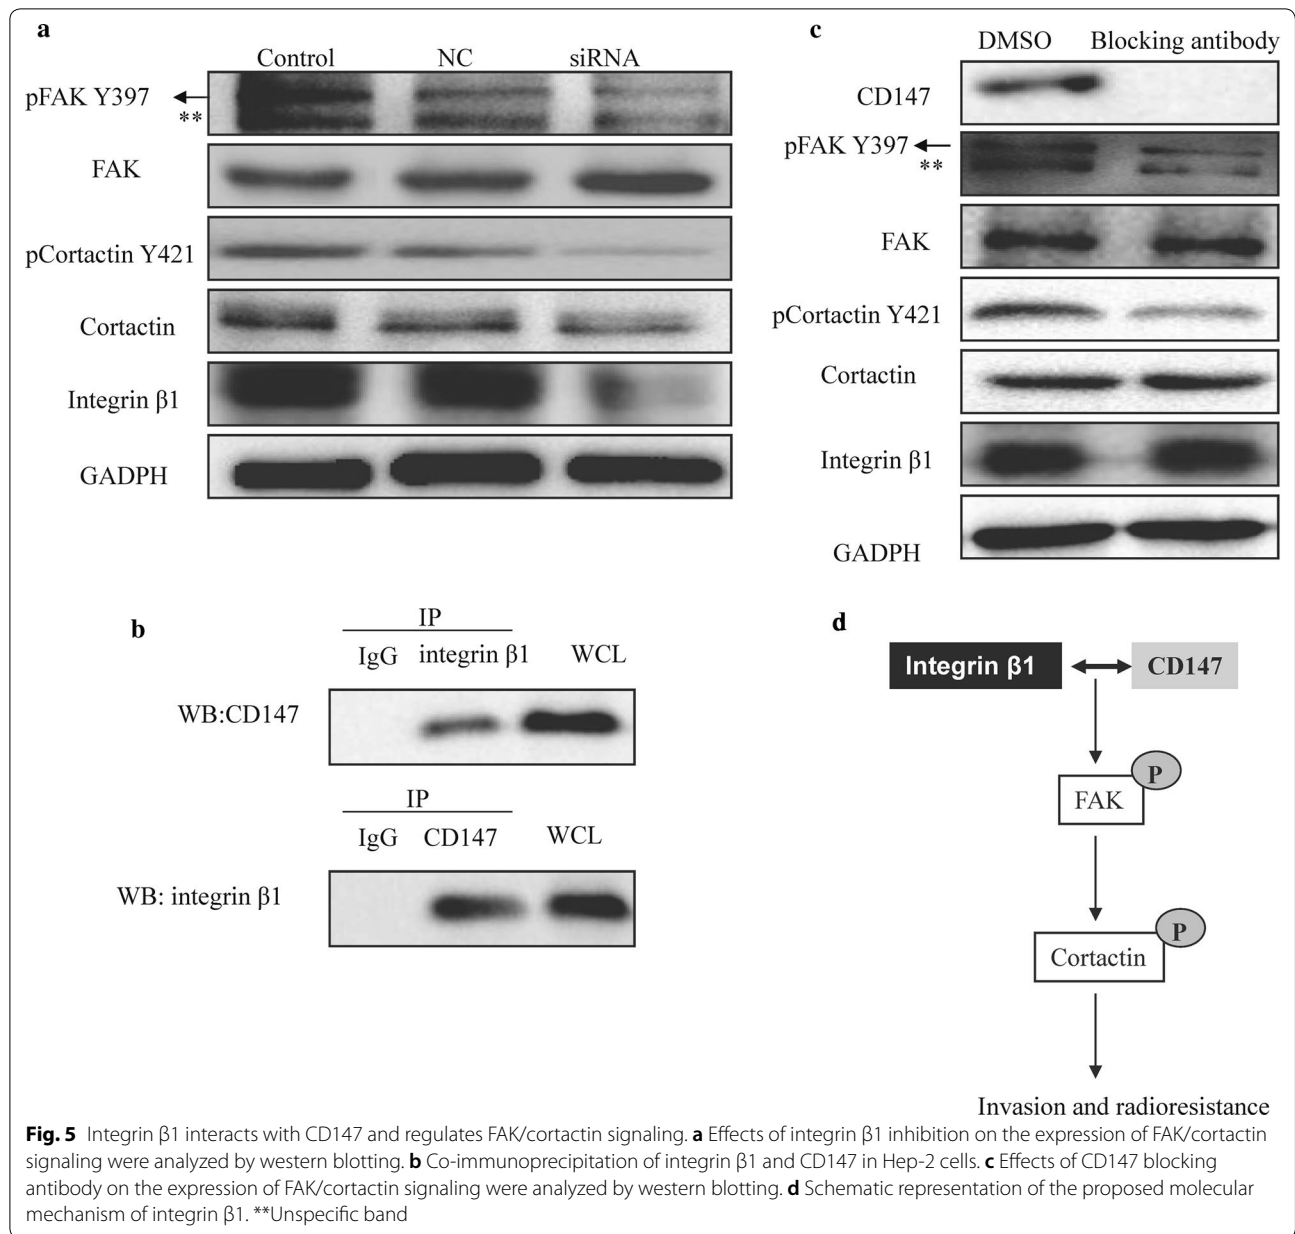 a
Control NC siRNA
pFAK Y397
**
FAK
pCortactin Y421
Cortactin
Integrin β1
GADPH
b
IP
IgG integrin β1 WCL
WB:CD147
IP
IgG CD147 WCL
WB: integrin β1
c
DMSO Blocking antibody
CD147
pFAK Y397
**
FAK
pCortactin Y421
Cortactin
Integrin β1
GADPH
d
Integrin β1 CD147
P
FAK
P
Cortactin
Invasion and radioresistance
Fig. 5 Integrin β1 interacts with CD147 and regulates FAK/cortactin signaling. a Effects of integrin β1 inhibition on the expression of FAK/cortactin
signaling were analyzed by western blotting. b Co-immunoprecipitation of integrin β1 and CD147 in Hep-2 cells. c Effects of CD147 blocking
antibody on the expression of FAK/cortactin signaling were analyzed by western blotting. d Schematic representation of the proposed molecular
mechanism of integrin β1. **Unspecific band